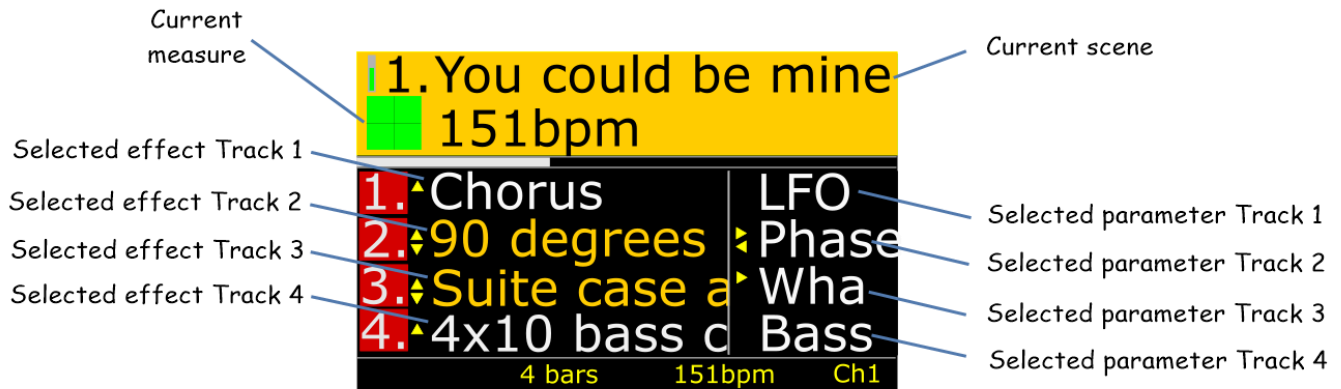 Current
measure
Current scene
1.You could be mine
151bpm
Selected effect Track 1
Selected effect Track 2
Selected effect Track 3
Selected effect Track 4
1. Chorus LFO
2. 90 degrees Phase
3. Suite case a Wha
4. 4x10 bass c Bass
Selected parameter Track 1
Selected parameter Track 2
Selected parameter Track 3
Selected parameter Track 4
4 bars 151bpm Ch1